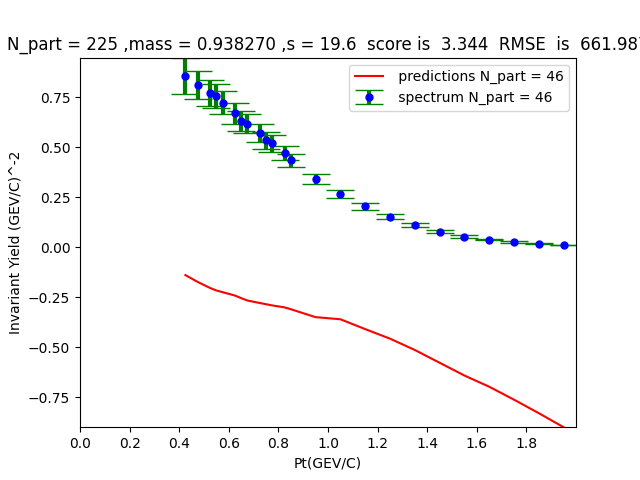 N_part = 225 ,mass = 0.938270 ,s = 19.6  score is  3.344  RMSE  is  661.98
predictions N_part = 46
spectrum N_part = 46
Invariant Yield (GEV/C)^-2
0.75
0.50
0.25
0.00
−0.25
−0.50
−0.75
0.0 0.2 0.4 0.6 0.8 1.0 1.2 1.4 1.6 1.8
Pt(GEV/C)